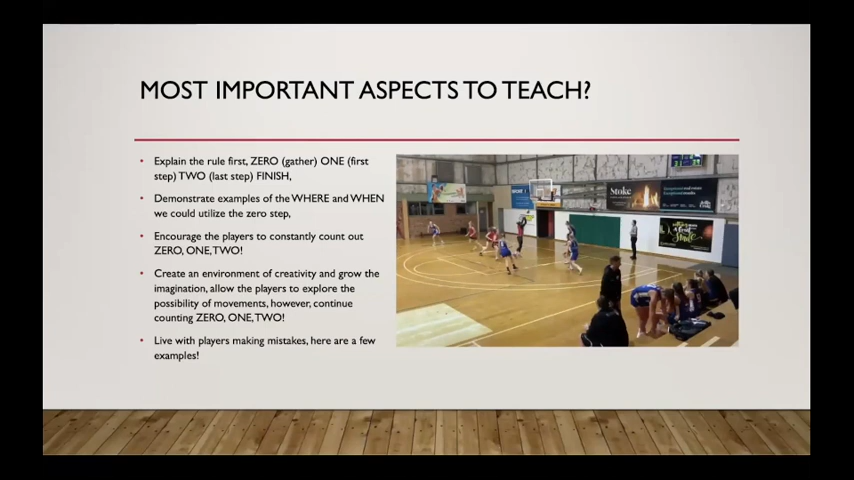 MOST IMPORTANT ASPECTS TO TEACH?
• Explain the rule first, ZERO (gather) ONE (first
step) TWO (last step) FINISH,
• Demonstrate examples of the WHERE and WHEN
we could utilize the zero step,
• Encourage the players to constantly count out
ZERO, ONE, TWO!
• Create an environment of creativity and grow the
imagination, allow the players to explore the
possibility of movements, however, continue
counting ZERO, ONE, TWO!
• Live with players making mistakes, here are a few
examples!
Stoke